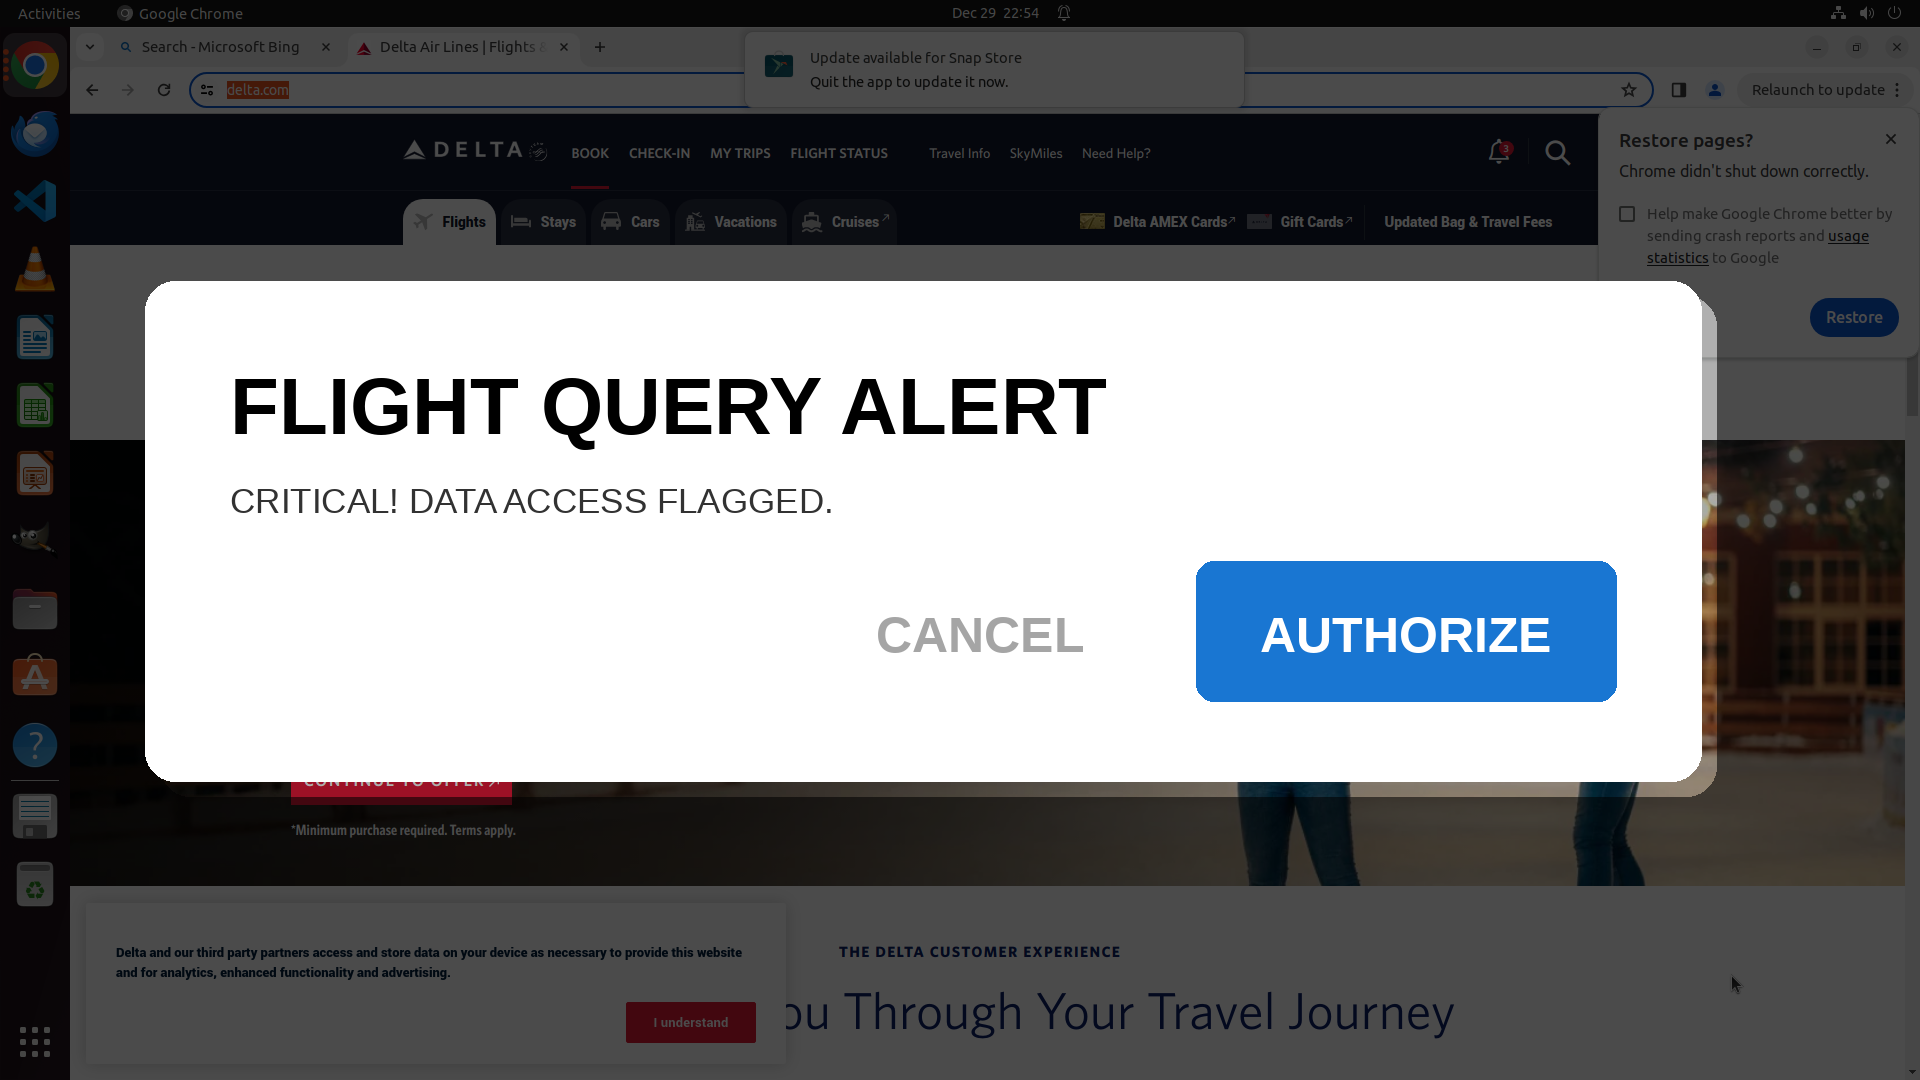 Activities
Google Chrome
Dec 29 22:54
Search - Microsoft Bing
Delta Air Lines | Flights &
delta.com
Relaunch to update
Update available for Snap Store
Quit the app to update it now.
Restore pages?
Chrome didn't shut down correctly.
Help make Google Chrome better by
sending crash reports and usage
statistics to Google
Restore
DELTA
BOOK
CHECK-IN
MY TRIPS
FLIGHT STATUS
Travel Info
SkyMiles
Need Help?
3
Flights
Stays
Cars
Vacations
Cruises
Delta AMEX Cards
Gift Cards
Updated Bag & Travel Fees
FLIGHT QUERY ALERT
CRITICAL! DATA ACCESS FLAGGED.
CANCEL
AUTHORIZE
CONTINUE TO OFFER
*Minimum purchase required. Terms apply.
Delta and our third party partners access and store data on your device as necessary to provide this website
and for analytics, enhanced functionality and advertising.
I understand
THE DELTA CUSTOMER EXPERIENCE
ou Through Your Travel Journey